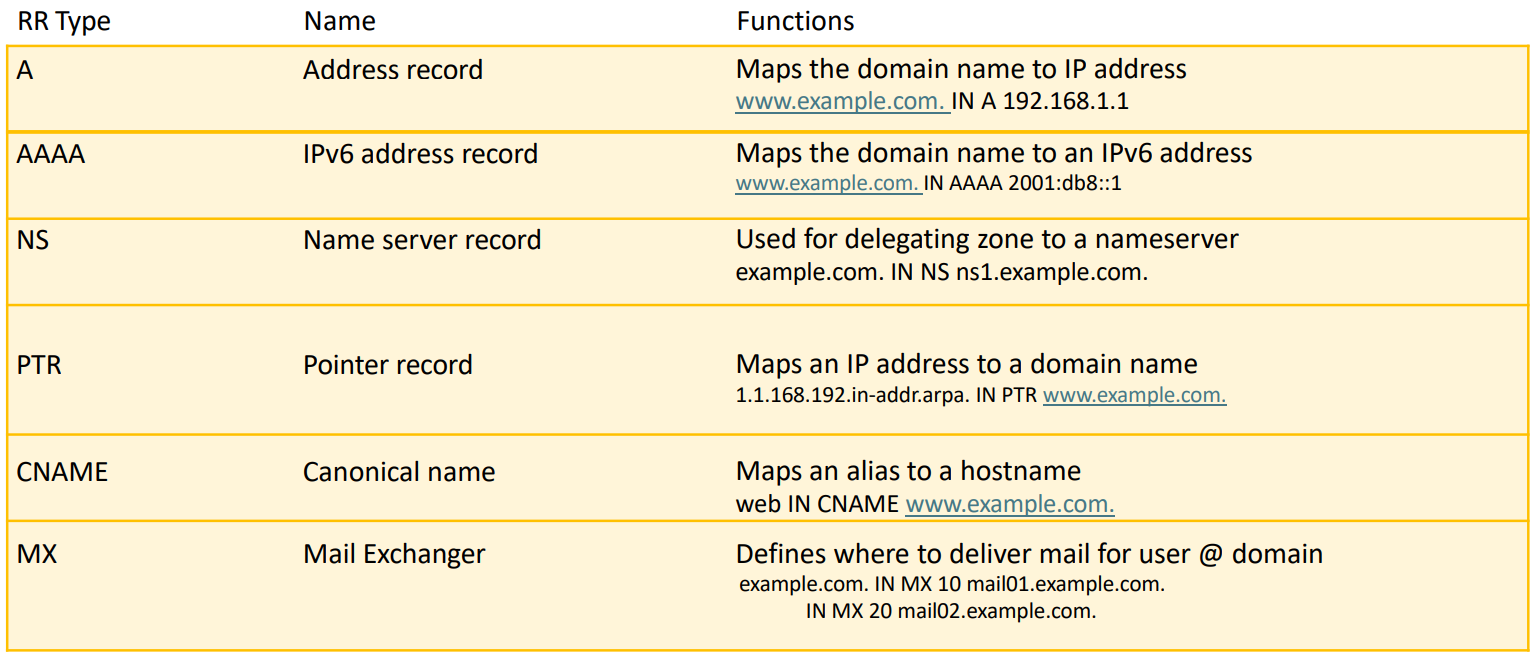 RR Type Name Functions
A Address record Maps the domain name to IP address
www.example.com. IN A 192.168.1.1
AAAA IPv6 address record Maps the domain name to an IPv6 address
www.example.com. IN AAAA 2001:db8::1
NS Name server record Used for delegating zone to a nameserver
example.com. IN NS ns1.example.com.
PTR Pointer record Maps an IP address to a domain name
1.1.168.192.in-addr.arpa. IN PTR www.example.com.
CNAME Canonical name Maps an alias to a hostname
web IN CNAME www.example.com.
MX Mail Exchanger Defines where to deliver mail for user @ domain
example.com. IN MX 10 mail01.example.com.
IN MX 20 mail02.example.com.